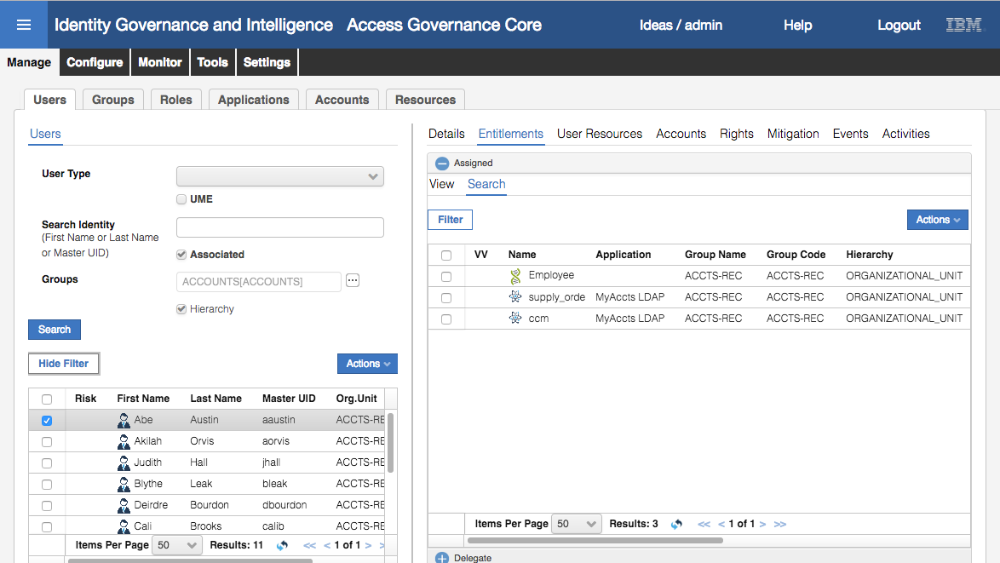 Identity Governance and Intelligence Access Governance Core Ideas / admin Help Logout IBM
Manage Configure Monitor Tools Settings
Users Groups Roles Applications Accounts Resources
Users
User Type
UME
Search Identity
(First Name or Last Name
or Master UID)
Associated
Groups ACCOUNTS[ACCOUNTS] ...
Hierarchy
Search
Hide Filter Actions
Risk First Name Last Name Master UID Org.Unit
Abe Austin aaustin ACCTS-RE
Akilah Orvis aorvis ACCTS-RE
Judith Hall jhall ACCTS-RE
Blythe Leak bleak ACCTS-RE
Deirdre Bourdon dbourdon ACCTS-RE
Cali Brooks calib ACCTS-RE
Items Per Page 50 Results: 11 << < 1 of 1 > >
Details Entitlements User Resources Accounts Rights Mitigation Events Activities
Assigned
View Search
Filter Actions
VV Name Application Group Name Group Code Hierarchy
Employee ACCTS-REC ACCTS-REC ORGANIZATIONAL_UNIT
supply_orde MyAccts LDAP ACCTS-REC ACCTS-REC ORGANIZATIONAL_UNIT
ccm MyAccts LDAP ACCTS-REC ACCTS-REC ORGANIZATIONAL_UNIT
Items Per Page 50 Results: 3 << < 1 of 1 > >>
Delegate